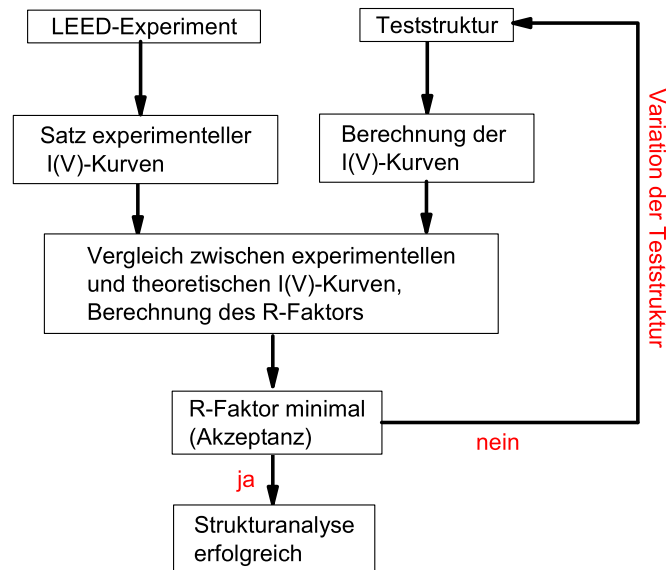 LEED-Experiment
Teststruktur
Satz experimenteller
I(V)-Kurven
Berechnung der
I(V)-Kurven
Variation der Teststruktur
Vergleich zwischen experimentellen
und theoretischen I(V)-Kurven,
Berechnung des R-Faktors
R-Faktor minimal
(Akzeptanz)
nein
ja
Strukturanalyse
erfolgreich